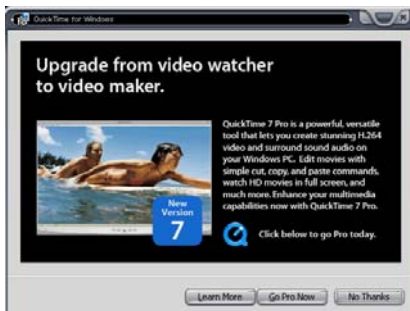 QuickTime for Windows
Upgrade from video watcher
to video maker.
QuickTime 7 Pro is a powerful, versatile
tool that lets you create stunning H.264
video and surround sound audio on
your Windows PC. Edit movies with
simple cut, copy, and paste commands,
watch HD movies in full screen, and
much more. Enhance your multimedia
capabilities now with QuickTime 7 Pro.
New
Version
7
Click below to go Pro today.
Learn More Go Pro Now No Thanks